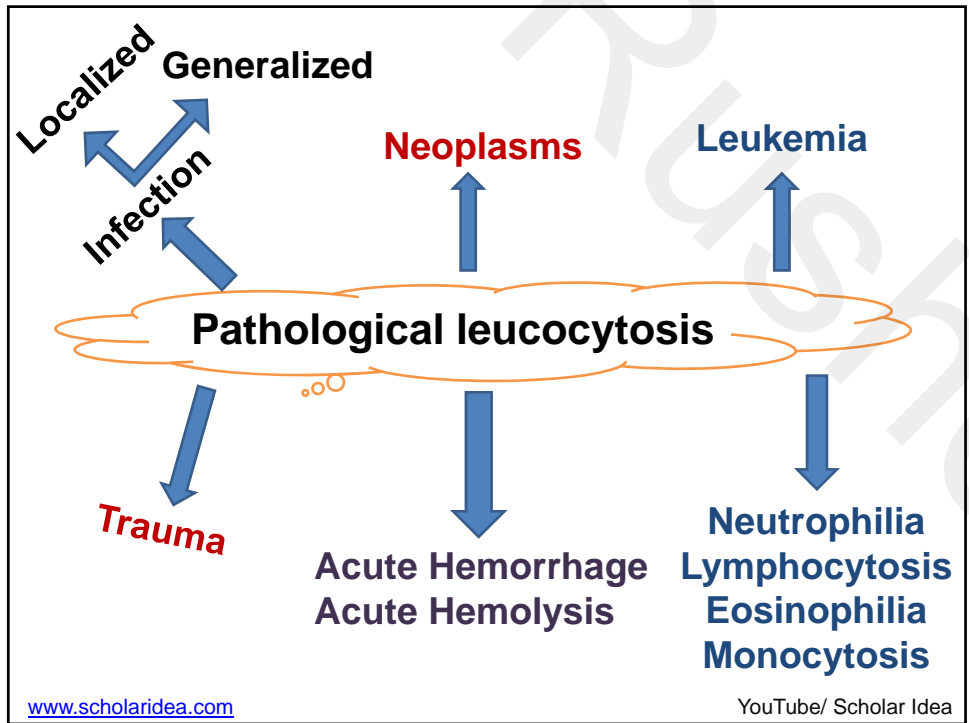 Localized
Generalized
Infection
Neoplasms
Leukemia
Pathological leucocytosis
Trauma
Acute Hemorrhage
Acute Hemolysis
Neutrophilia
Lymphocytosis
Eosinophilia
Monocytosis
www.scholaridea.com
YouTube/ Scholar Idea